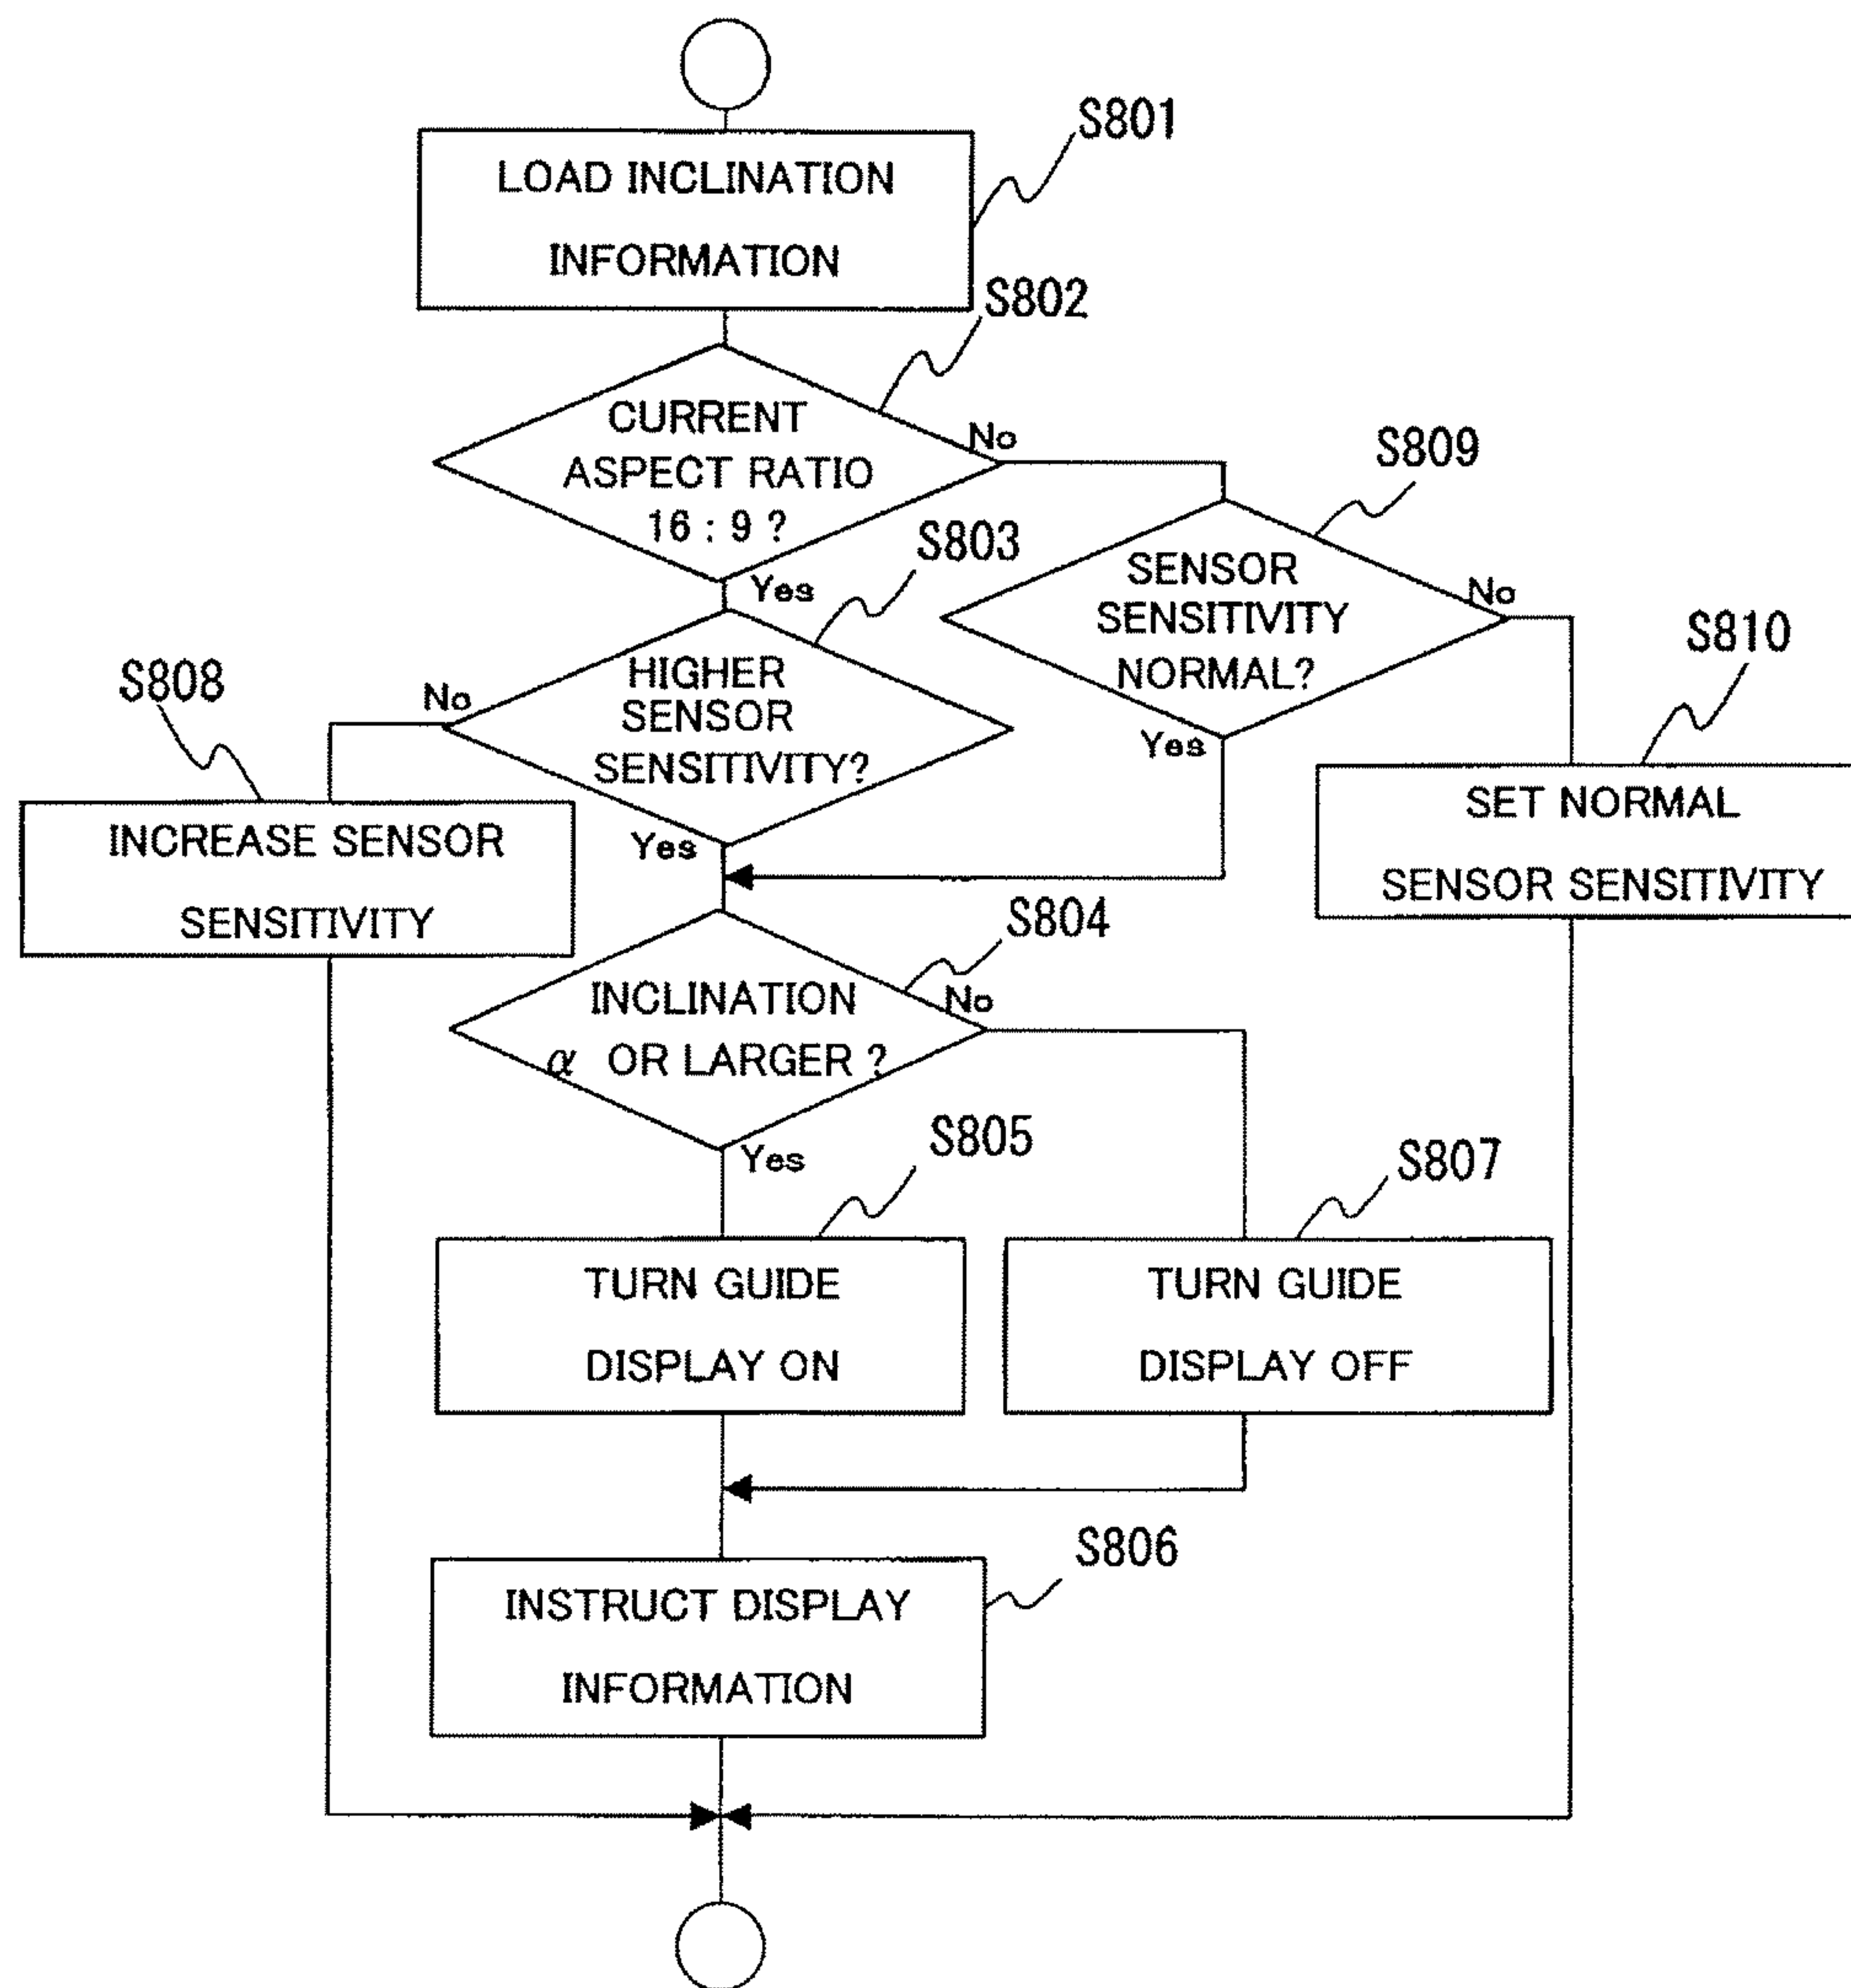 S801
LOAD INCLINATION
INFORMATION
S802
CURRENT
ASPECT RATIO
16 : 9 ?
No
Yes
S809
SENSOR
SENSITIVITY
NORMAL?
No
Yes
S803
HIGHER
SENSOR
SENSITIVITY?
No
Yes
S808
INCREASE SENSOR
SENSITIVITY
S810
SET NORMAL
SENSOR SENSITIVITY
S804
INCLINATION
α OR LARGER ?
No
Yes
S805
TURN GUIDE
DISPLAY ON
S807
TURN GUIDE
DISPLAY OFF
S806
INSTRUCT DISPLAY
INFORMATION